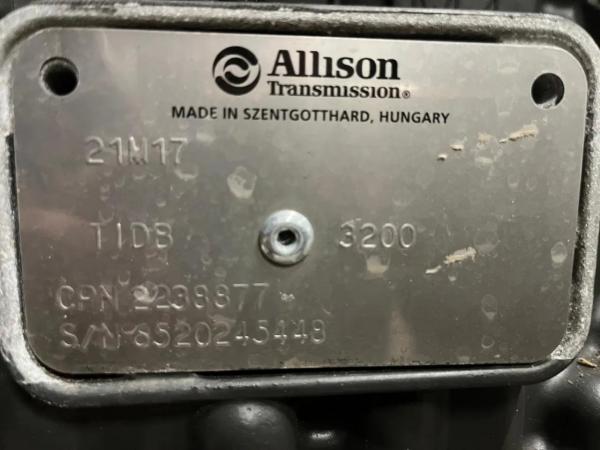 Allison
Transmission®
MADE IN SZENTGOTTHARD, HUNGARY
21M17
TIDB 3200
CPN 2238877
S/N 6520245448